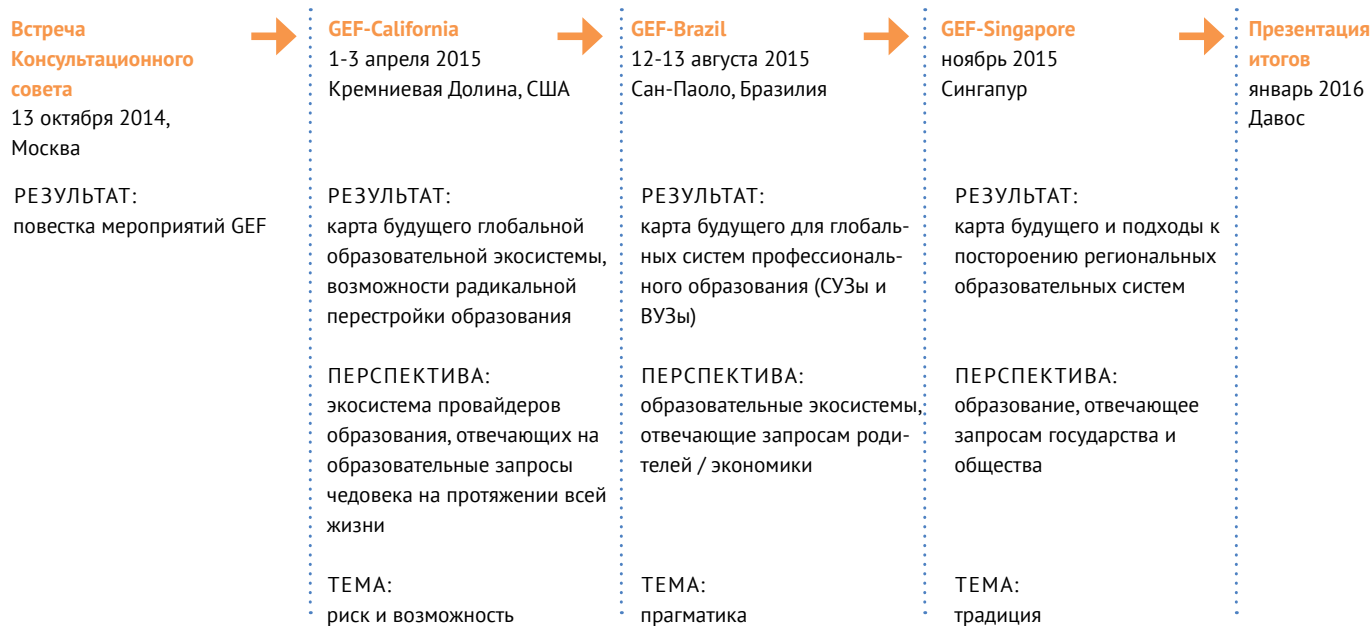 Встреча
Консультационного
совета
13 октября 2014,
Москва
РЕЗУЛЬТАТ:
повестка мероприятий GEF
GEF-California
1-3 апреля 2015
Кремниевая Долина, США
РЕЗУЛЬТАТ:
карта будущего глобальной
образовательной экосистемы,
возможности радикальной
перестройки образования
ПЕРСПЕКТИВА:
экосистема провайдеров
образования, отвечающих на
образовательные запросы
чедовека на протяжении всей
жизни
ТЕМА:
риск и возможность
GEF-Brazil
12-13 августа 2015
Сан-Паоло, Бразилия
РЕЗУЛЬТАТ:
карта будущего для глобаль-
ных систем профессиональ-
ного образования (СУЗы и
ВУЗы)
ПЕРСПЕКТИВА:
образовательные экосистемы,
отвечающие запросам роди-
телей / экономики
ТЕМА:
прагматика
GEF-Singapore
ноябрь 2015
Сингапур
РЕЗУЛЬТАТ:
карта будущего и подходы к
постороению региональных
образовательных систем
ПЕРСПЕКТИВА:
образование, отвечающее
запросам государства и
общества
ТЕМА:
традиция
Презентация
итогов
январь 2016
Давос